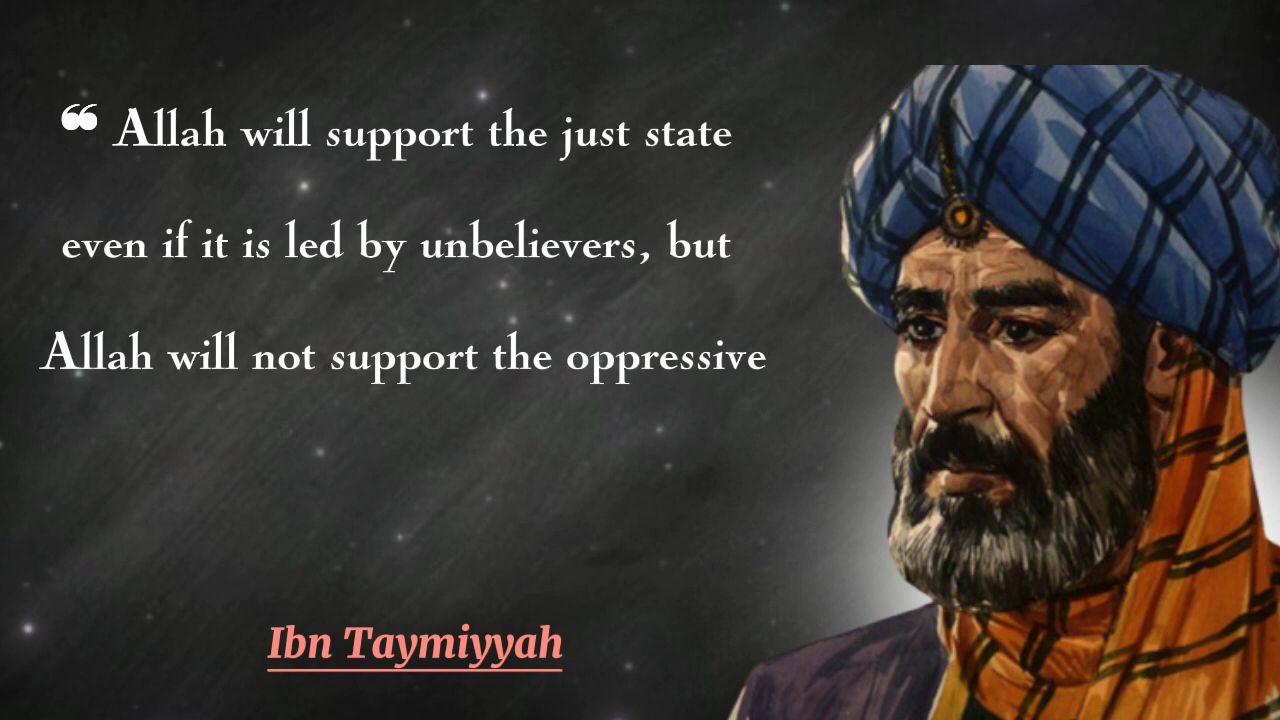 ❝ Allah will support the just state
even if it is led by unbelievers, but
Allah will not support the oppressive
Ibn Taymiyyah